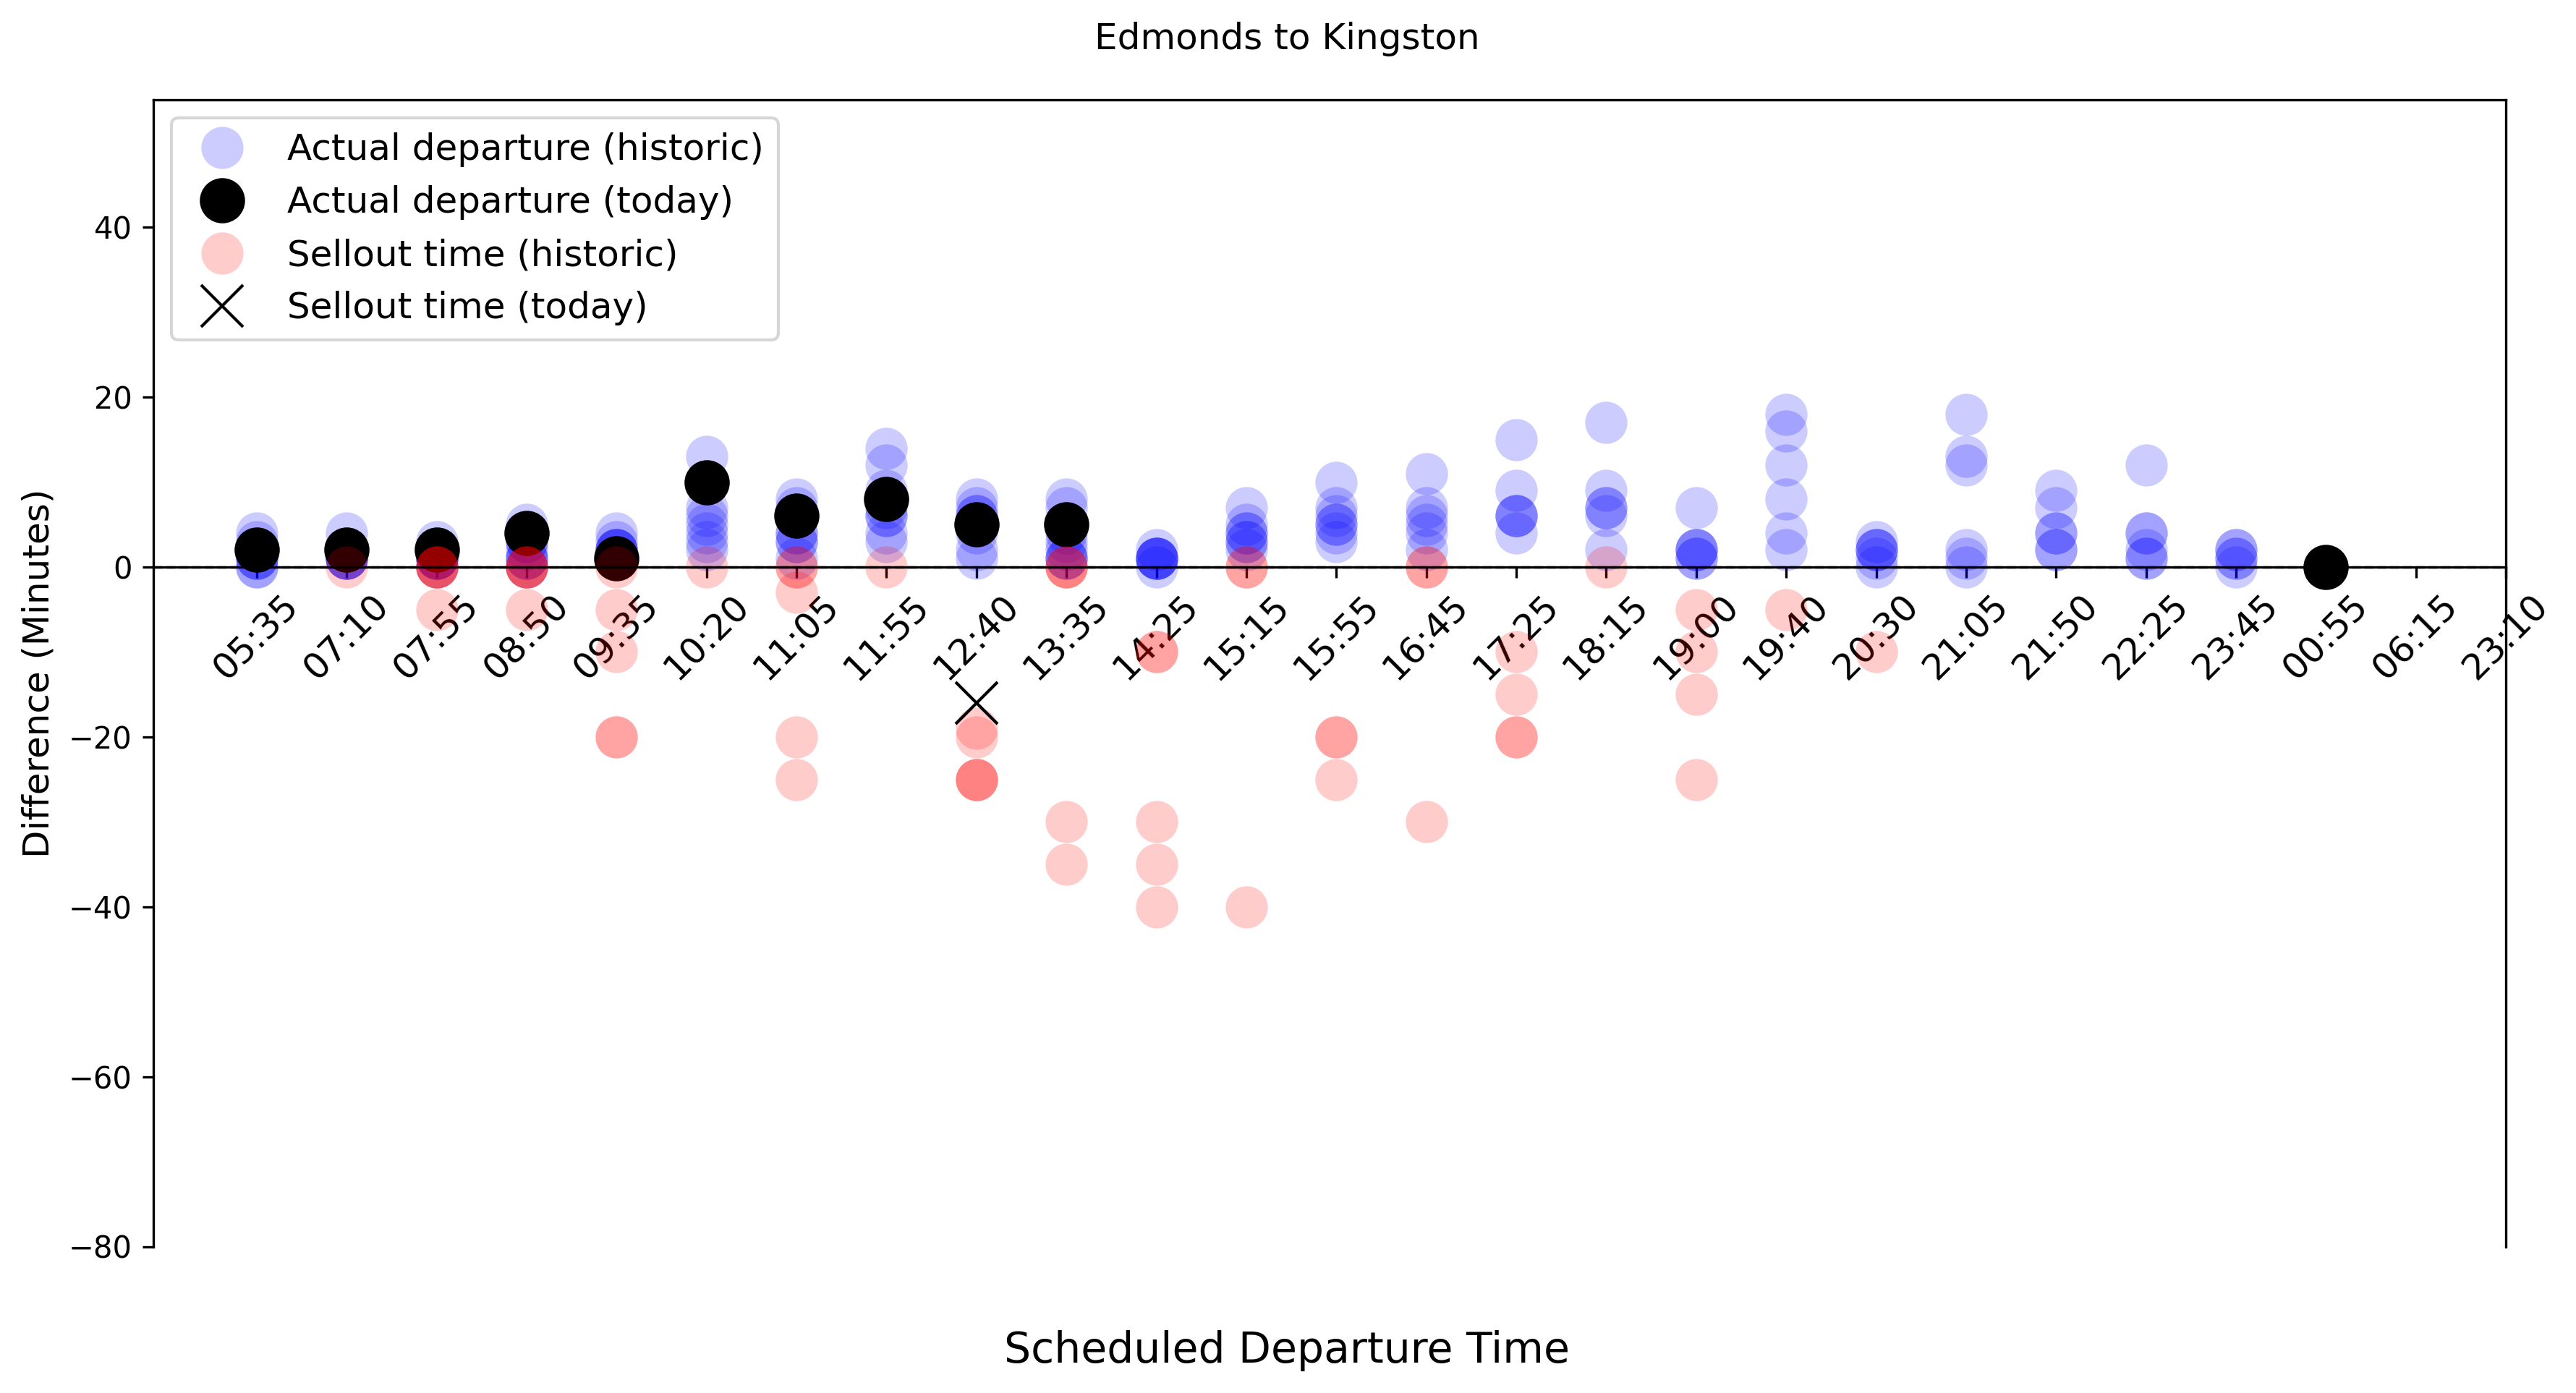 Edmonds to Kingston
Actual departure (historic)
Actual departure (today)
Sellout time (historic)
Sellout time (today)
Difference (Minutes)
40
20
0
−20
−40
−60
−80
05:35 07:10 07:55 08:50 09:35 10:20 11:05 11:55 12:40 13:35 14:25 15:15 15:55 16:45 17:25 18:15 19:00 19:40 20:30 21:05 21:50 22:25 23:45 00:55 06:15 23:10
Scheduled Departure Time